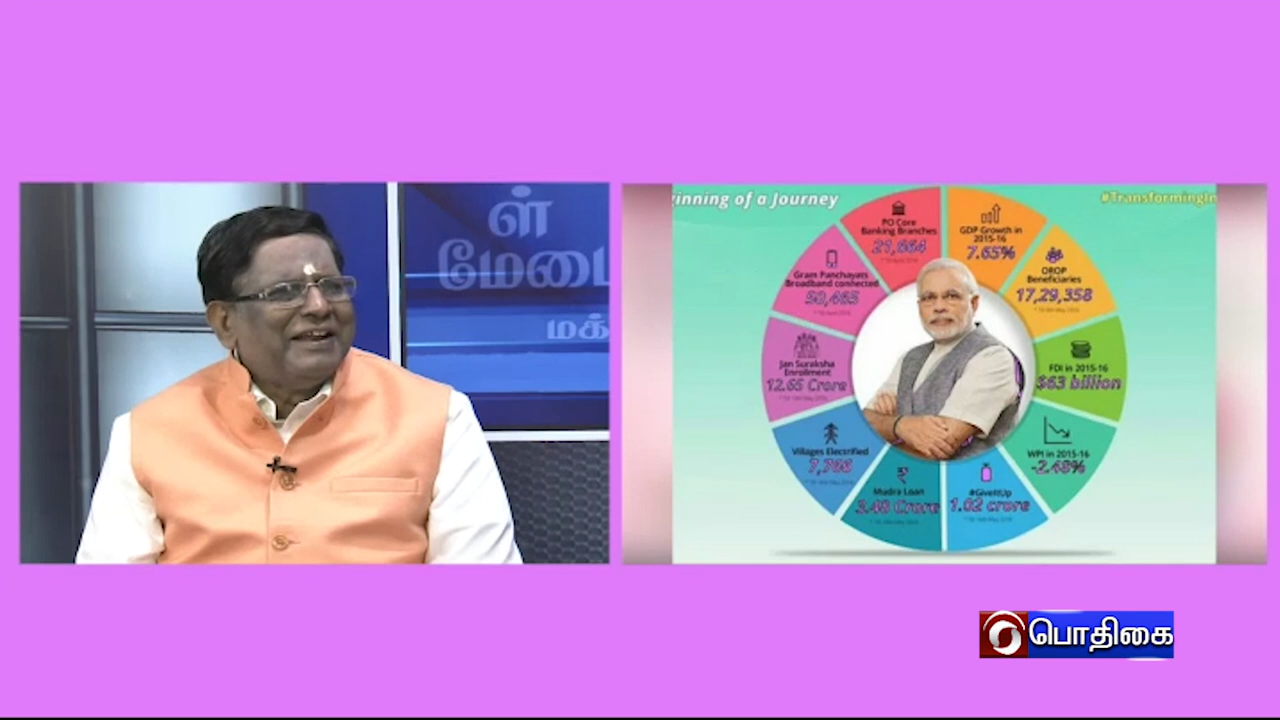 ள்
மேடை
மக்
inning of a Journey
#TransformingIn
PO Core
Banking Branches
21,664
GDP Growth in
2015-16
7.65%
OROP
Beneficiaries
17,29,358
FDI in 2015-16
$63 billion
WPI in 2015-16
-2.48%
#GiveItUp
1.02 crore
Mudra Loan
3.48 Crore
Villages Electrified
Jan Suraksha
Enrollment
12.65 Crore
Gram Panchayats
Broadband connected
50,465
பொதிகை